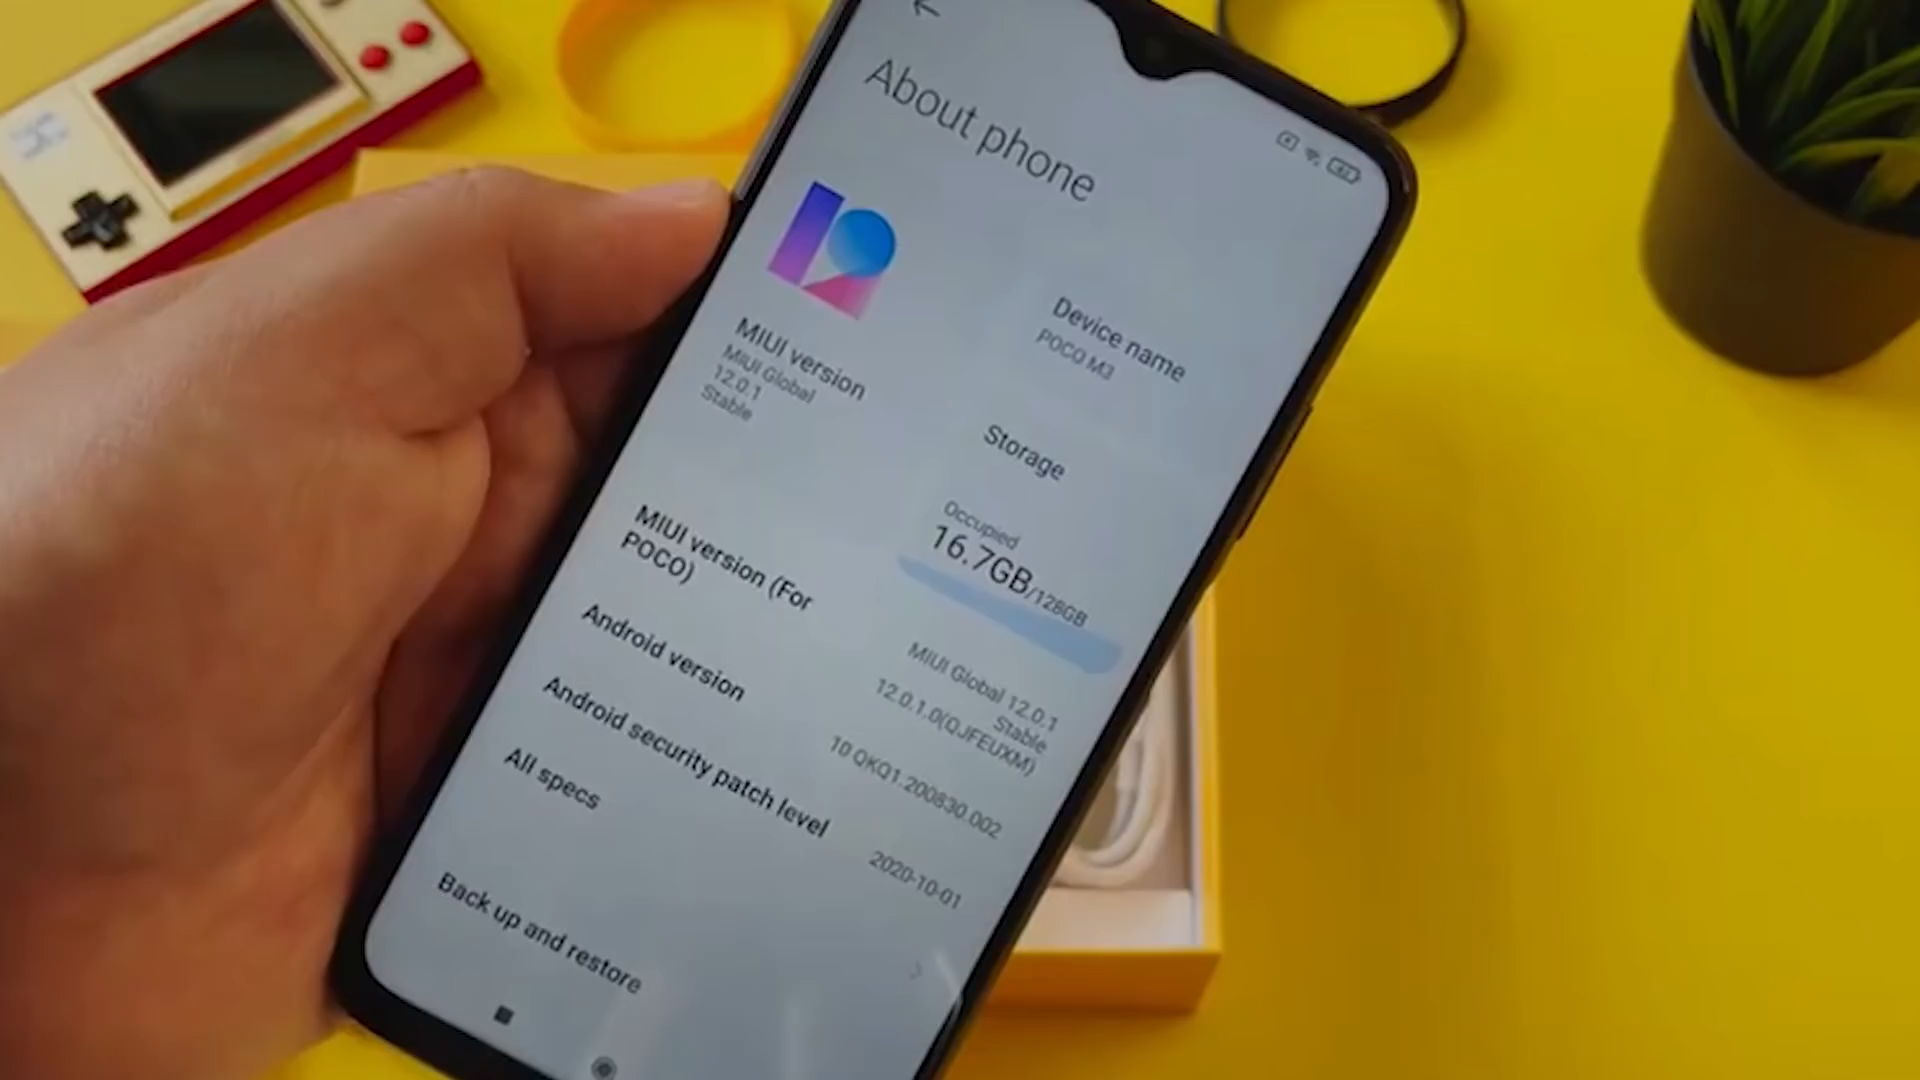 About phone
MIUI version
MIUI Global
12.0.1
Stable
Device name
POCO M3
Storage
Occupied
16.7GB/128GB
MIUI version (For
POCO)
MIUI Global 12.0.1
Stable
12.0.1.0(QJFEUXM)
Android version
10 QKQ1.200830.002
Android security patch level
2020-10-01
All specs
Back up and restore